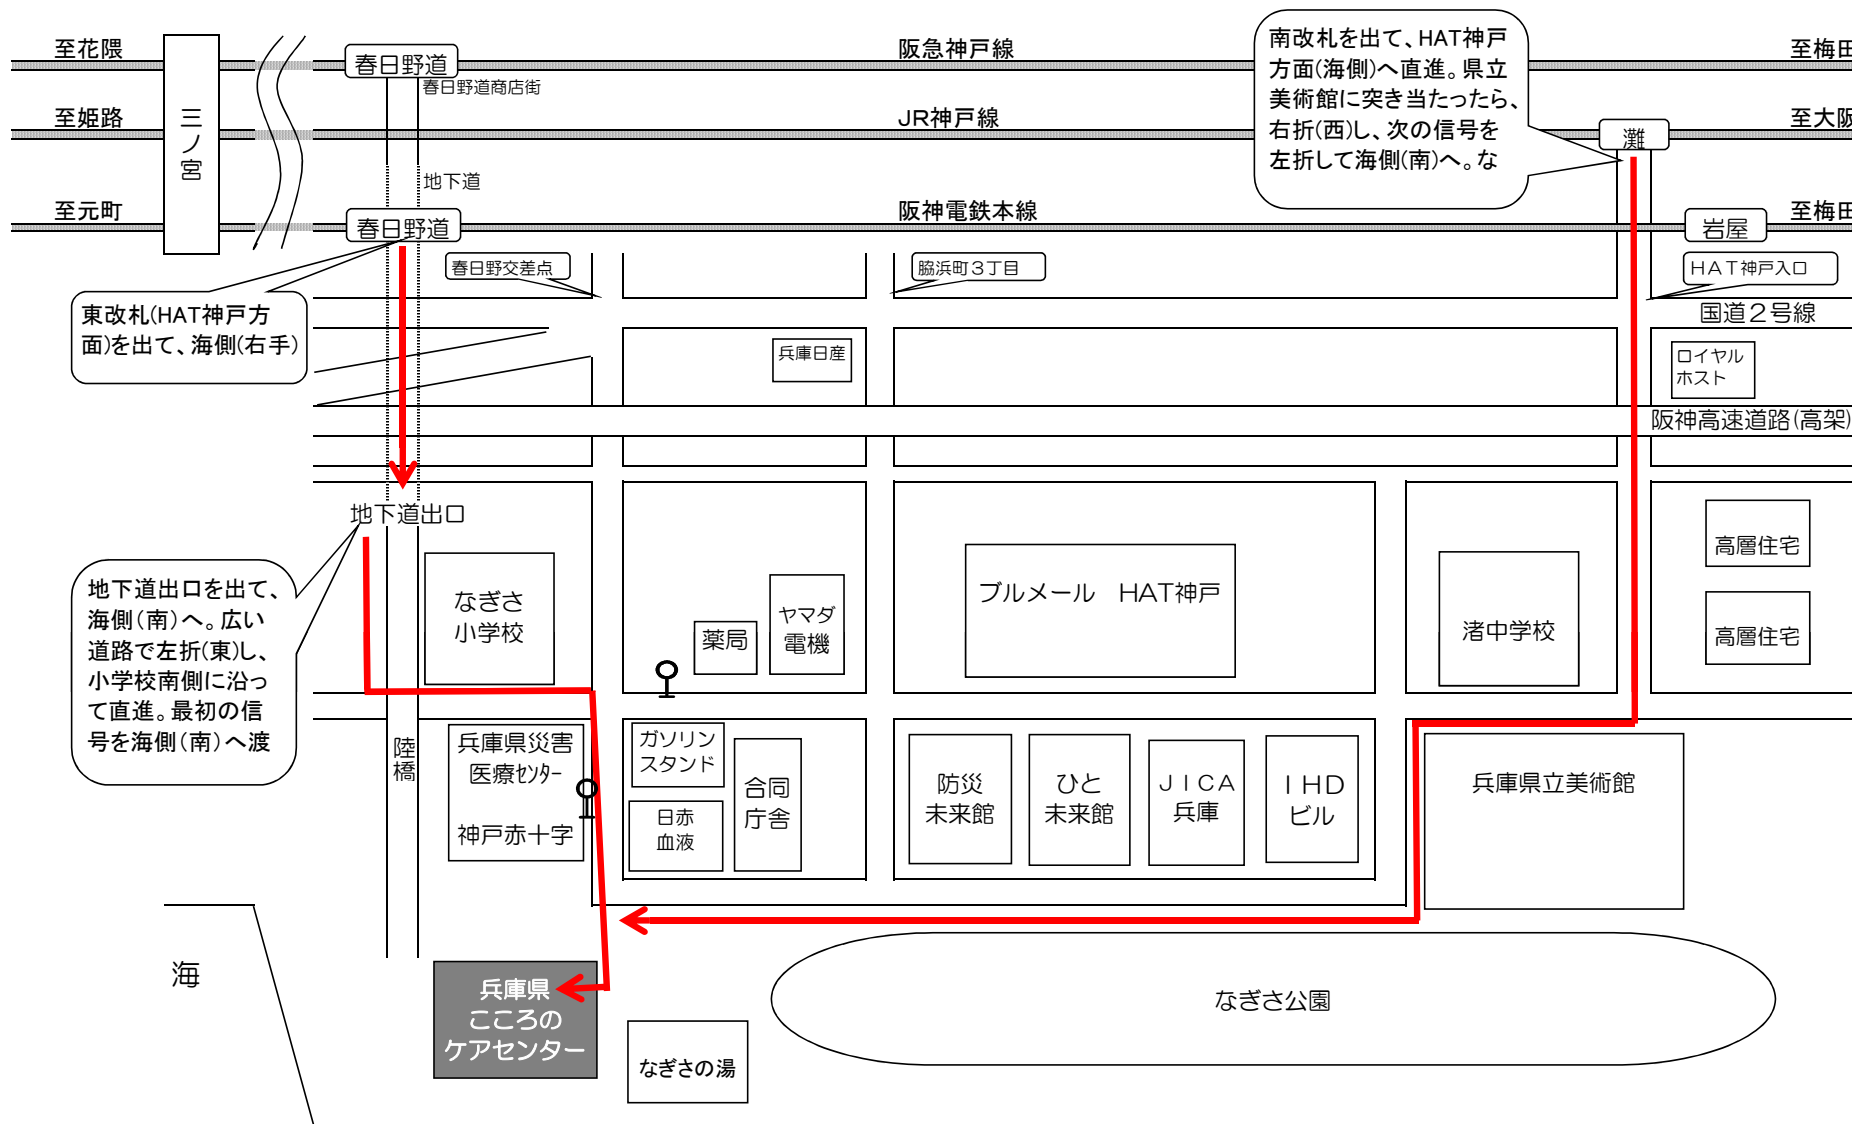 至花隈
春日野道
阪急神戸線
至梅田
春日野道商店街
南改札を出て、HAT神戸
方面(海側)へ直進。県立
美術館に突き当たったら、
右折(西)し、次の信号を
左折して海側(南)へ。な
至姫路
三ノ宮
JR神戸線
灘
至大阪
地下道
至元町
春日野道
阪神電鉄本線
岩屋
至梅田
春日野交差点
脇浜町3丁目
HAT神戸入口
東改札(HAT神戸方
面)を出て、海側(右手)
国道2号線
兵庫日産
ロイヤル
ホスト
阪神高速道路(高架)
地下道出口
地下道出口を出て、
海側(南)へ。広い
道路で左折(東)し、
小学校南側に沿っ
て直進。最初の信
号を海側(南)へ渡
なぎさ
小学校
薬局
ヤマダ
電機
ブルメール HAT神戸
渚中学校
高層住宅
高層住宅
陸橋
兵庫県災害
医療ｾﾝﾀｰ
神戸赤十字
ガソリン
スタンド
日赤
血液
合同
庁舎
防災
未来館
ひと
未来館
JICA
兵庫
IHD
ビル
兵庫県立美術館
海
兵庫県
こころの
ケアセンター
なぎさの湯
なぎさ公園